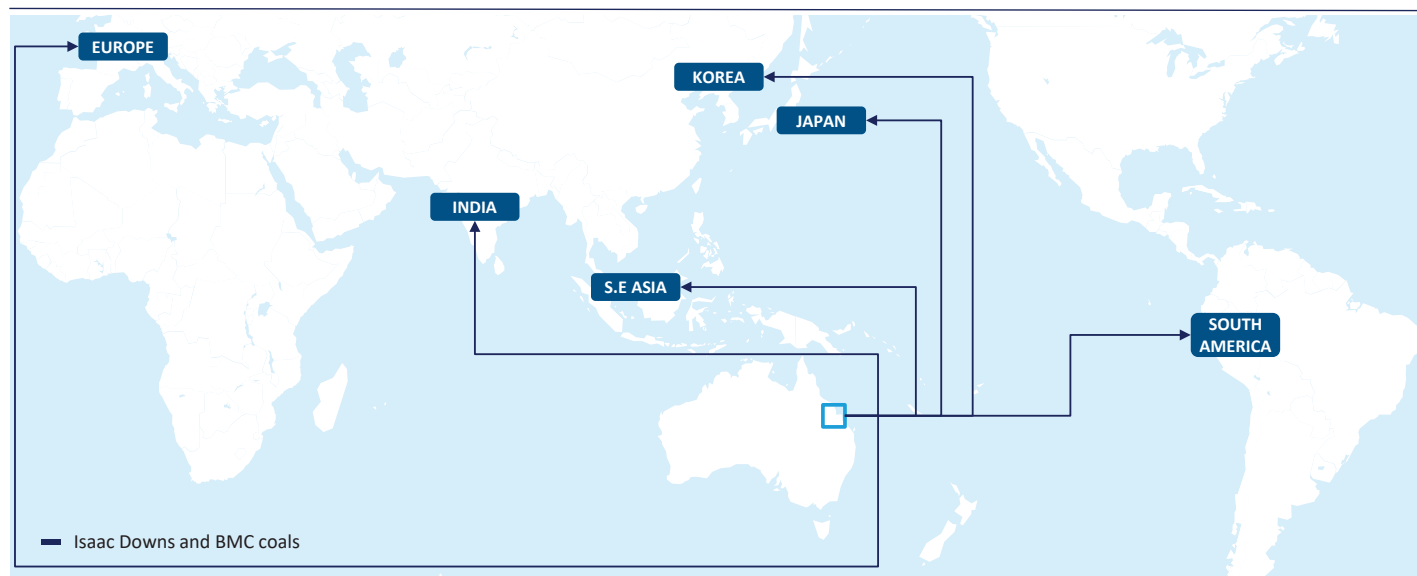 EUROPE
KOREA
JAPAN
INDIA
S.E ASIA
SOUTH
AMERICA
Isaac Downs and BMC coals